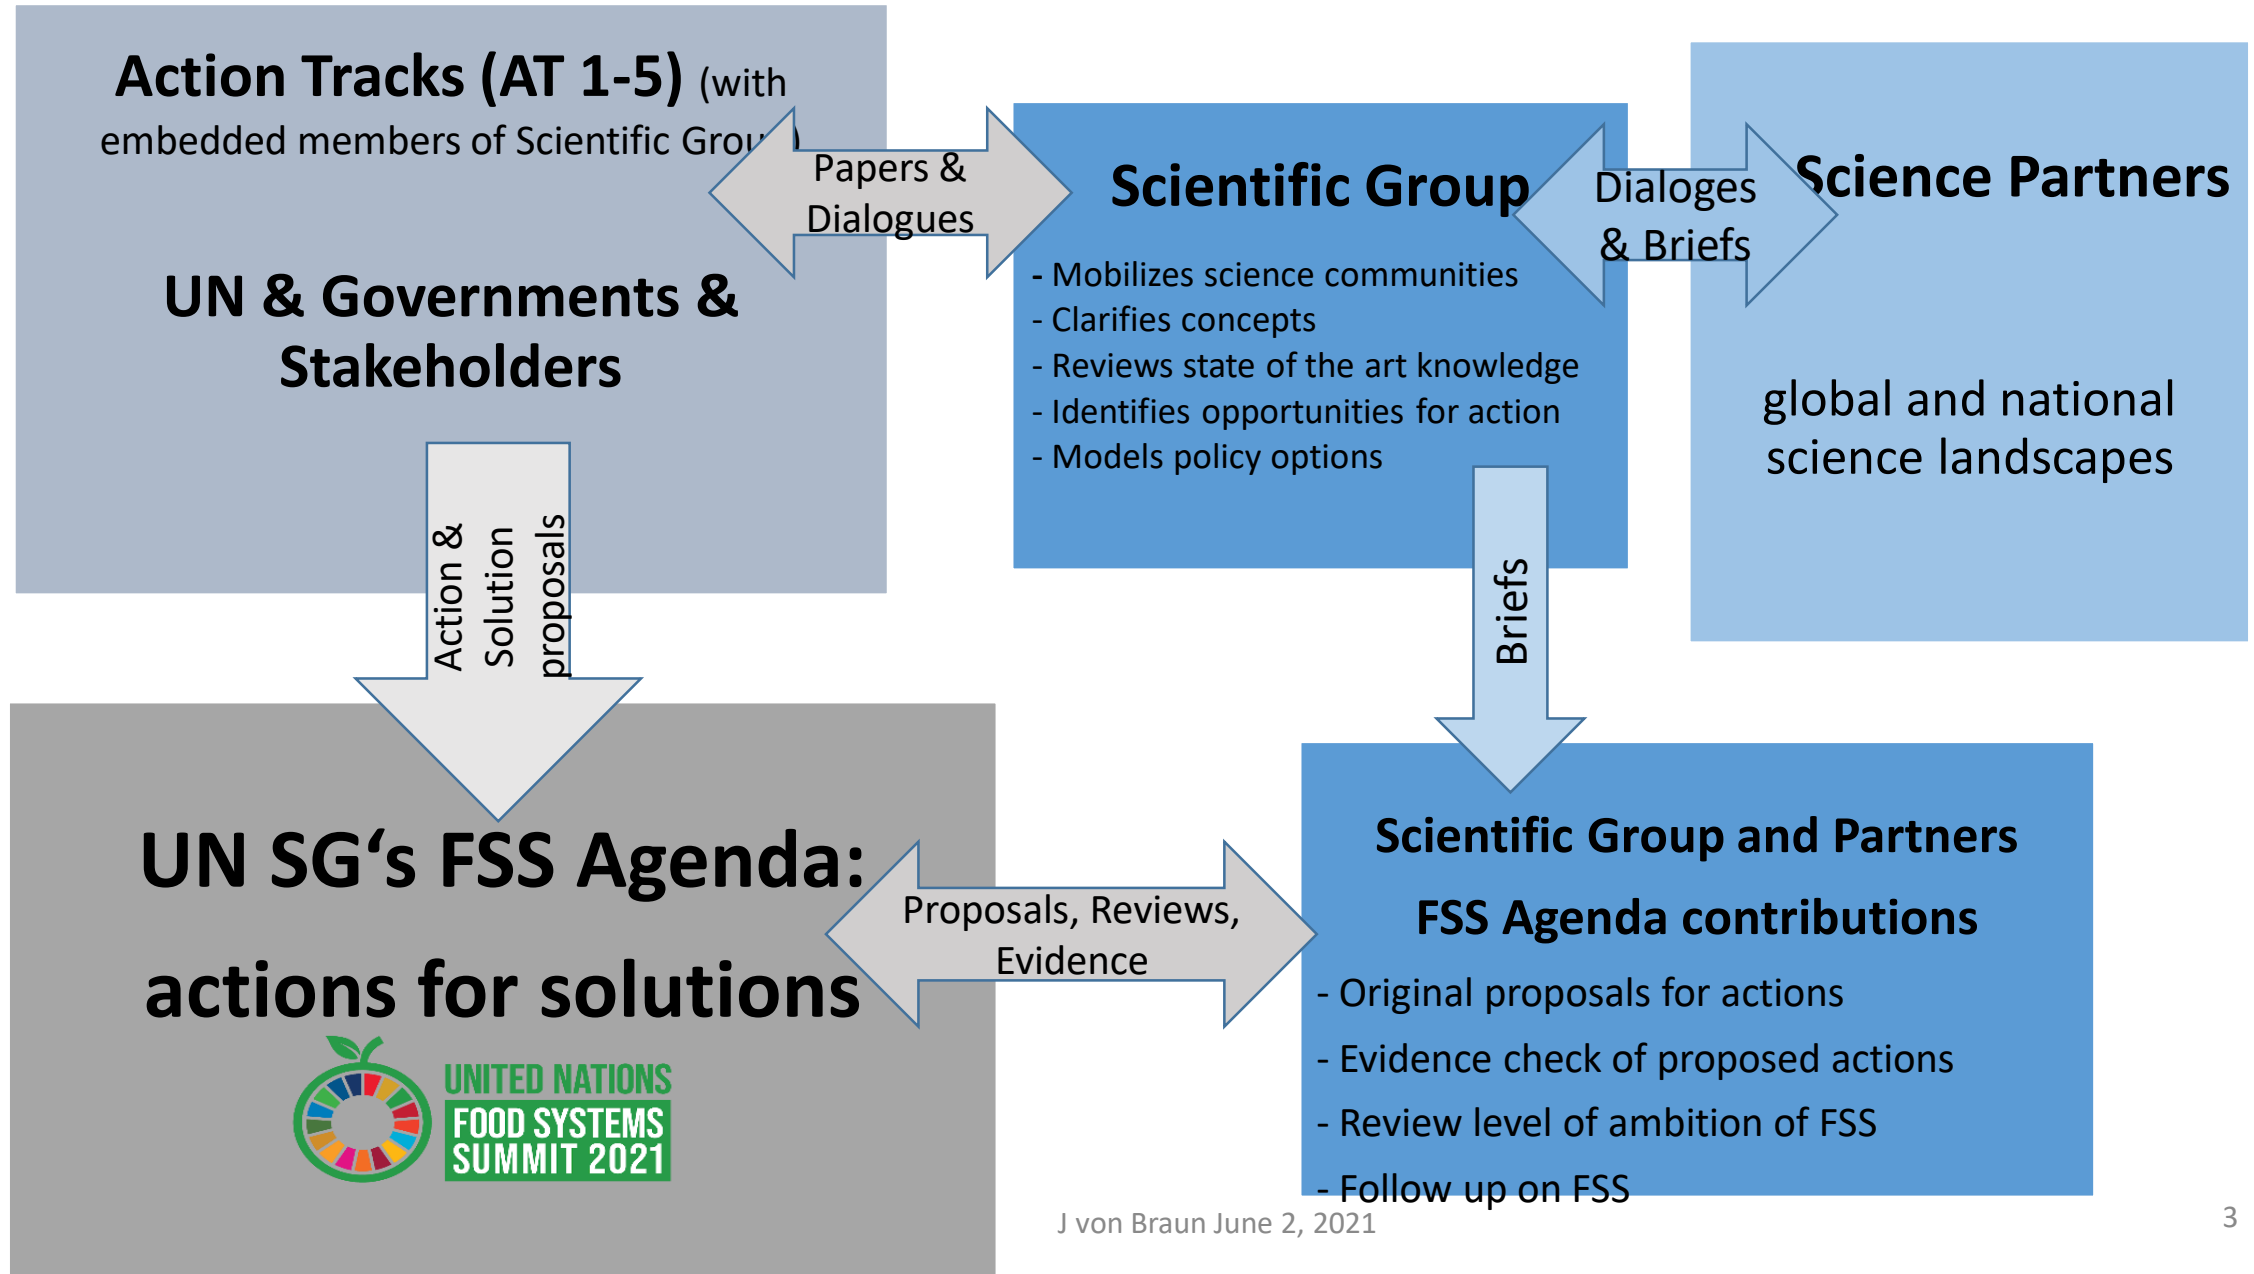 Action Tracks (AT 1-5) (with
embedded members of Scientific Group)
UN & Governments &
Stakeholders
Papers &
Dialogues
Scientific Group
- Mobilizes science communities
- Clarifies concepts
- Reviews state of the art knowledge
- Identifies opportunities for action
- Models policy options
Dialoges
& Briefs
Science Partners
global and national
science landscapes
Action &
Solution
proposals
Briefs
UN SG‘s FSS Agenda:
actions for solutions
UNITED NATIONS
FOOD SYSTEMS
SUMMIT 2021
Proposals, Reviews,
Evidence
Scientific Group and Partners
FSS Agenda contributions
- Original proposals for actions
- Evidence check of proposed actions
- Review level of ambition of FSS
- Follow up on FSS
J von Braun June 2, 2021
3